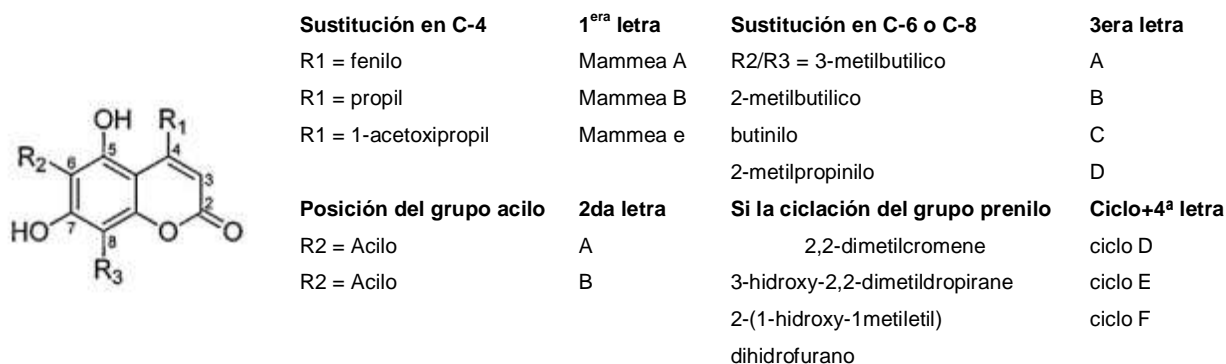 Sustitución en C-4 1era letra Sustitución en C-6 o C-8 3era letra
R1 = fenilo Mammea A R2/R3 = 3-metilbutilico A
R1 = propil Mammea B 2-metilbutilico B
R1 = 1-acetoxipropil Mammea e butinilo C
2-metilpropinilo D
Posición del grupo acilo 2da letra Si la ciclación del grupo prenilo Ciclo+4ª letra
R2 = Acilo A 2,2-dimetilcromene ciclo D
R2 = Acilo B 3-hidroxy-2,2-dimetildropirane ciclo E
2-(1-hidroxy-1metiletil) ciclo F
dihidrofurano
OH R1
R2 6 5 4 3
HO 7 8 O 2 O
R3